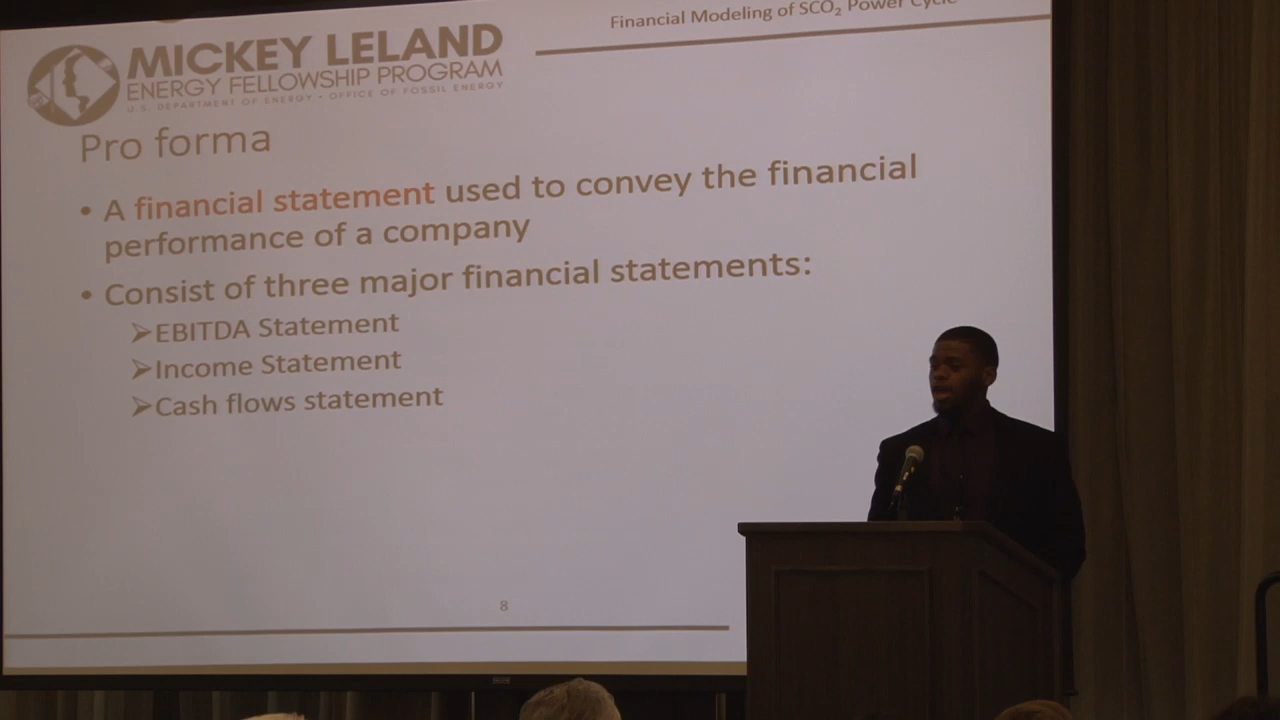 Financial Modeling of SCO₂ Power Cycle
MICKEY LELAND
ENERGY FELLOWSHIP PROGRAM
U.S. DEPARTMENT OF ENERGY • OFFICE OF FOSSIL ENERGY
Pro forma
• A financial statement used to convey the financial
performance of a company
• Consist of three major financial statements:
➢EBITDA Statement
➢Income Statement
➢Cash flows statement
8